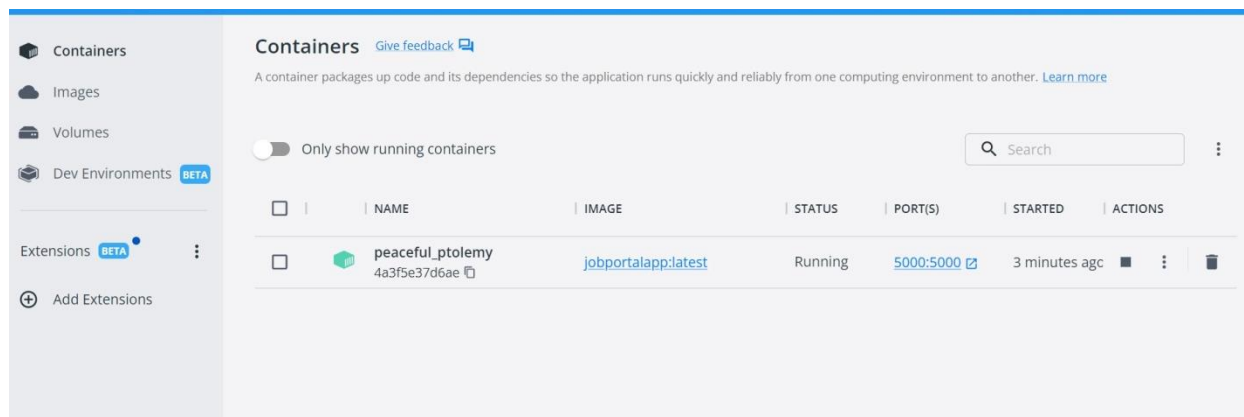 Containers
Images
Volumes
Dev Environments BETA
Extensions BETA
Add Extensions
Containers Give feedback
A container packages up code and its dependencies so the application runs quickly and reliably from one computing environment to another. Learn more
Only show running containers
Search
NAME IMAGE STATUS PORT(S) STARTED ACTIONS
peaceful_ptolemy
4a3f5e37d6ae
jobportalapp:latest Running 5000:5000 3 minutes agc